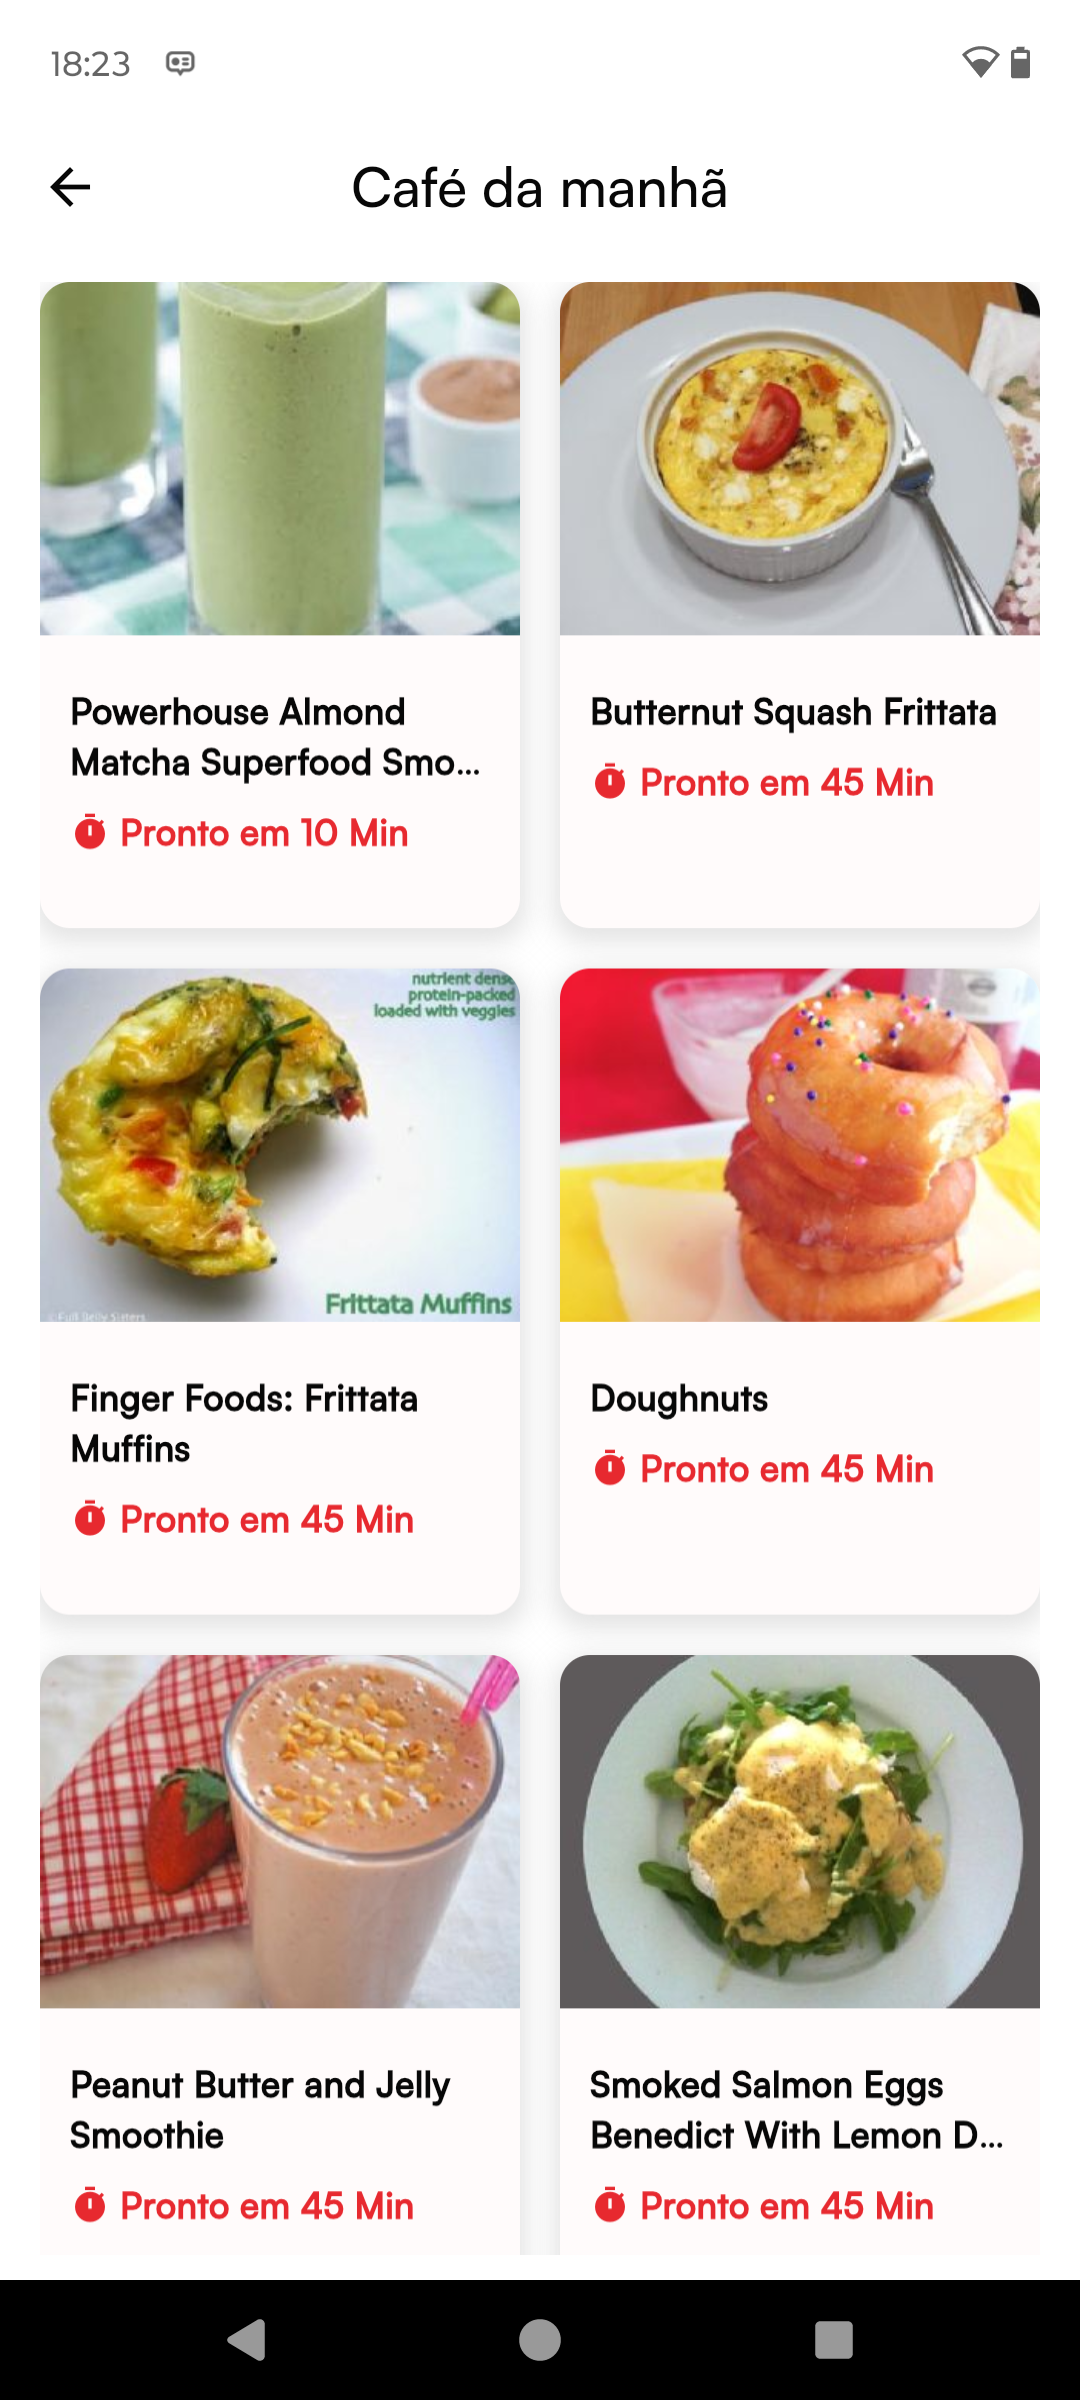 18:23
Café da manhã
Powerhouse Almond
Matcha Superfood Smo...
Pronto em 10 Min
Butternut Squash Frittata
Pronto em 45 Min
nutrient dense
protein-packed
loaded with veggies
Frittata Muffins
© Full Belly Sisters
Finger Foods: Frittata
Muffins
Pronto em 45 Min
Doughnuts
Pronto em 45 Min
Peanut Butter and Jelly
Smoothie
Pronto em 45 Min
Smoked Salmon Eggs
Benedict With Lemon D...
Pronto em 45 Min